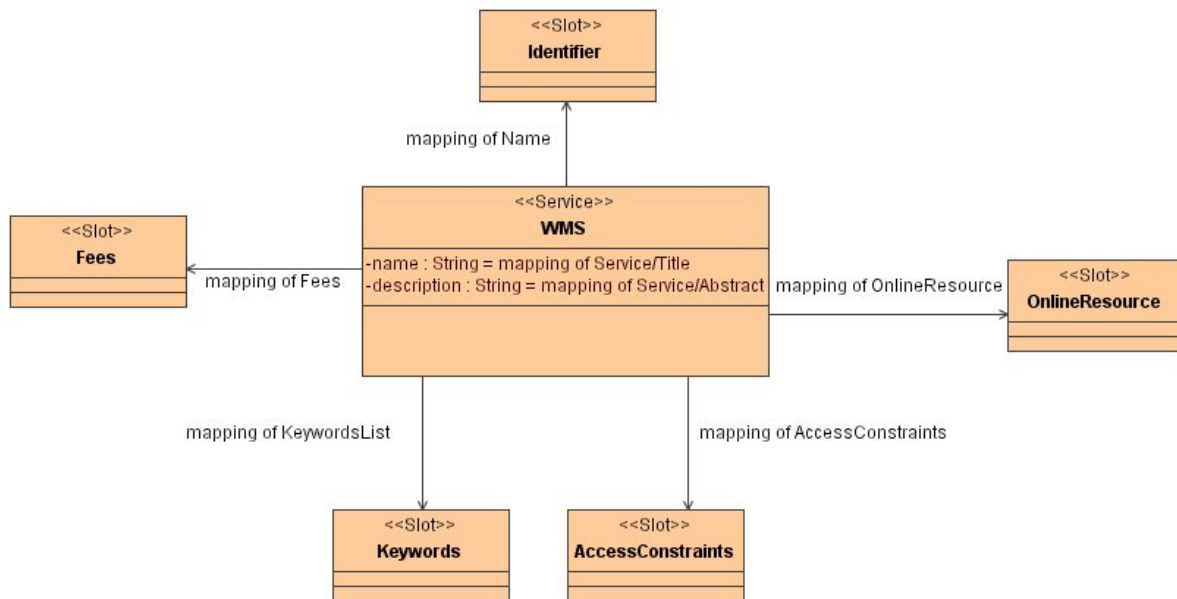 <<Slot>>
Identifier
mapping of Name
<<Service>>
WMS
-name : String = mapping of Service/Title
-description : String = mapping of Service/Abstract
<<Slot>>
Fees
mapping of Fees
mapping of OnlineResource
<<Slot>>
OnlineResource
mapping of KeywordsList
mapping of AccessConstraints
<<Slot>>
Keywords
<<Slot>>
AccessConstraints